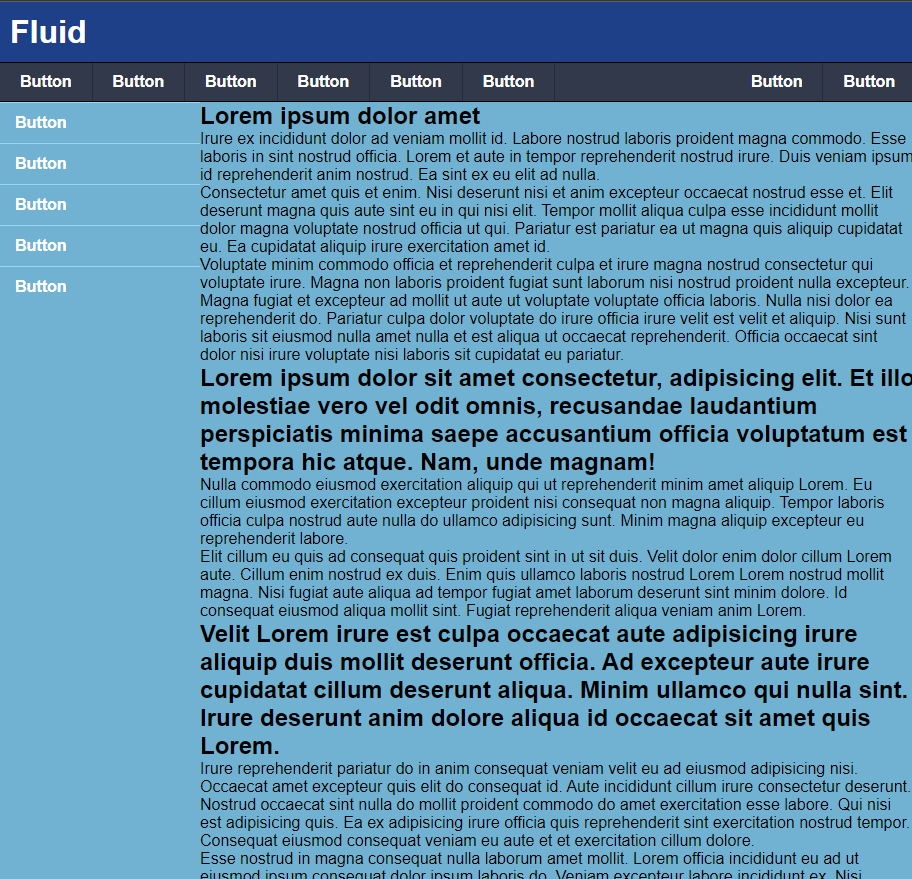 Fluid
Button Button Button Button Button Button Button Button
Button
Button
Button
Button
Button
Lorem ipsum dolor amet
Irure ex incididunt dolor ad veniam mollit id. Labore nostrud laboris proident magna commodo. Esse
laboris in sint nostrud officia. Lorem et aute in tempor reprehenderit nostrud irure. Duis veniam ipsum
id reprehenderit anim nostrud. Ea sint ex eu elit ad nulla.
Consectetur amet quis et enim. Nisi deserunt nisi et anim excepteur occaecat nostrud esse et. Elit
deserunt magna quis aute sint eu in qui nisi elit. Tempor mollit aliqua culpa esse incididunt mollit
dolor magna voluptate nostrud officia ut qui. Pariatur est pariatur ea ut magna quis aliquip cupidatat
eu. Ea cupidatat aliquip irure exercitation amet id.
Voluptate minim commodo officia et reprehenderit culpa et irure magna nostrud consectetur qui
voluptate irure. Magna non laboris proident fugiat sunt laborum nisi nostrud proident nulla excepteur.
Magna fugiat et excepteur ad mollit ut aute ut voluptate voluptate officia laboris. Nulla nisi dolor ea
reprehenderit do. Pariatur culpa dolor voluptate do irure officia irure velit est velit et aliquip. Nisi sunt
laboris sit eiusmod nulla amet nulla et est aliqua ut occaecat reprehenderit. Officia occaecat sint
dolor nisi irure voluptate nisi laboris sit cupidatat eu pariatur.
Lorem ipsum dolor sit amet consectetur, adipisicing elit. Et illo
molestiae vero vel odit omnis, recusandae laudantium
perspiciatis minima saepe accusantium officia voluptatum est
tempora hic atque. Nam, unde magnam!
Nulla commodo eiusmod exercitation aliquip qui ut reprehenderit minim amet aliquip Lorem. Eu
cillum eiusmod exercitation excepteur proident nisi consequat non magna aliquip. Tempor laboris
officia culpa nostrud aute nulla do ullamco adipisicing sunt. Minim magna aliquip excepteur eu
reprehenderit labore.
Elit cillum eu quis ad consequat quis proident sint in ut sit duis. Velit dolor enim dolor cillum Lorem
aute. Cillum enim nostrud ex duis. Enim quis ullamco laboris nostrud Lorem Lorem nostrud mollit
magna. Nisi fugiat aute aliqua ad tempor fugiat amet laborum deserunt sint minim dolore. Id
consequat eiusmod aliqua mollit sint. Fugiat reprehenderit aliqua veniam anim Lorem.
Velit Lorem irure est culpa occaecat aute adipisicing irure
aliquip duis mollit deserunt officia. Ad excepteur aute irure
cupidatat cillum deserunt aliqua. Minim ullamco qui nulla sint.
Irure deserunt anim dolore aliqua id occaecat sit amet quis
Lorem.
Irure reprehenderit pariatur do in anim consequat veniam velit eu ad eiusmod adipisicing nisi.
Occaecat amet excepteur quis elit do consequat id. Aute incididunt cillum irure consectetur deserunt.
Nostrud occaecat sint nulla do mollit proident commodo do amet exercitation esse labore. Qui nisi
est adipisicing quis. Ea ex adipisicing irure officia quis reprehenderit sint exercitation nostrud tempor.
Consequat eiusmod consequat veniam eu aute et et exercitation cillum dolore.
Esse nostrud in magna consequat nulla laborum amet mollit. Lorem officia incididunt eu ad ut
eiusmod ipsum consequat dolor ipsum laboris do. Veniam excepteur labore incididunt ex. Nisi